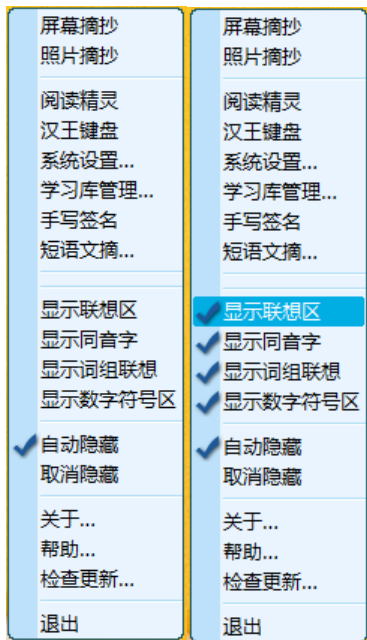 屏幕摘抄
照片摘抄
阅读精灵
汉王键盘
系统设置...
学习库管理...
手写签名
短语文摘...
显示联想区
显示同音字
显示词组联想
显示数字符号区
自动隐藏
取消隐藏
关于...
帮助...
检查更新...
退出
屏幕摘抄
照片摘抄
阅读精灵
汉王键盘
系统设置...
学习库管理...
手写签名
短语文摘...
显示联想区
显示同音字
显示词组联想
显示数字符号区
自动隐藏
取消隐藏
关于...
帮助...
检查更新...
退出